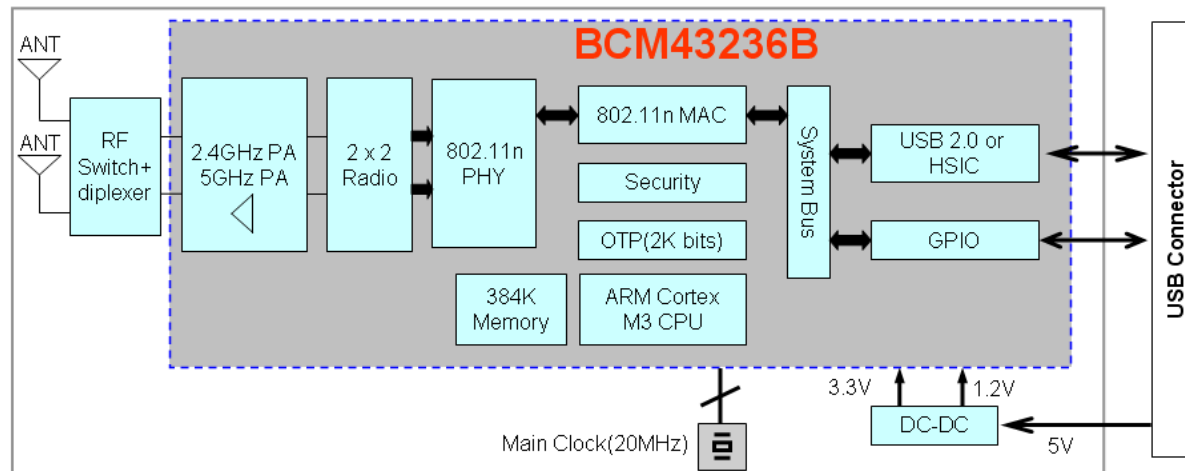 BCM43236B
ANT
ANT
RF
Switch+
diplexer
2.4GHz PA
5GHz PA
2 x 2
Radio
802.11n
PHY
802.11n MAC
Security
OTP(2K bits)
384K
Memory
ARM Cortex
M3 CPU
System Bus
USB 2.0 or
HSIC
GPIO
USB Connector
3.3V
1.2V
DC-DC
5V
Main Clock(20MHz)